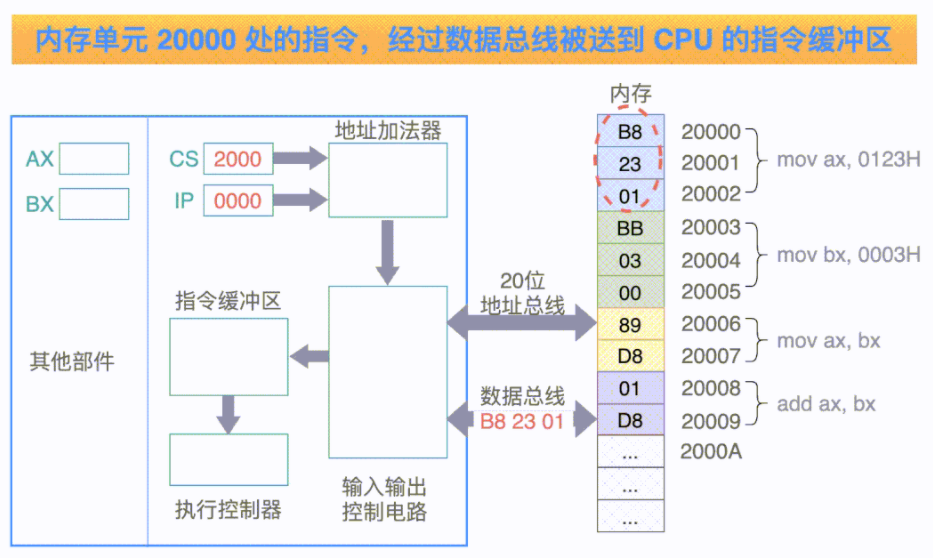 内存单元 20000 处的指令，经过数据总线被送到 CPU 的指令缓冲区
内存
地址加法器
AX
CS 2000
BX
IP 0000
B8 20000
23 20001
mov ax, 0123H
01 20002
BB 20003
03 20004
mov bx, 0003H
00 20005
20位
地址总线
指令缓冲区
89 20006
mov ax, bx
D8 20007
其他部件
数据总线
B8 23 01
01 20008
add ax, bx
D8 20009
... 2000A
...
...
输入输出
控制电路
执行控制器